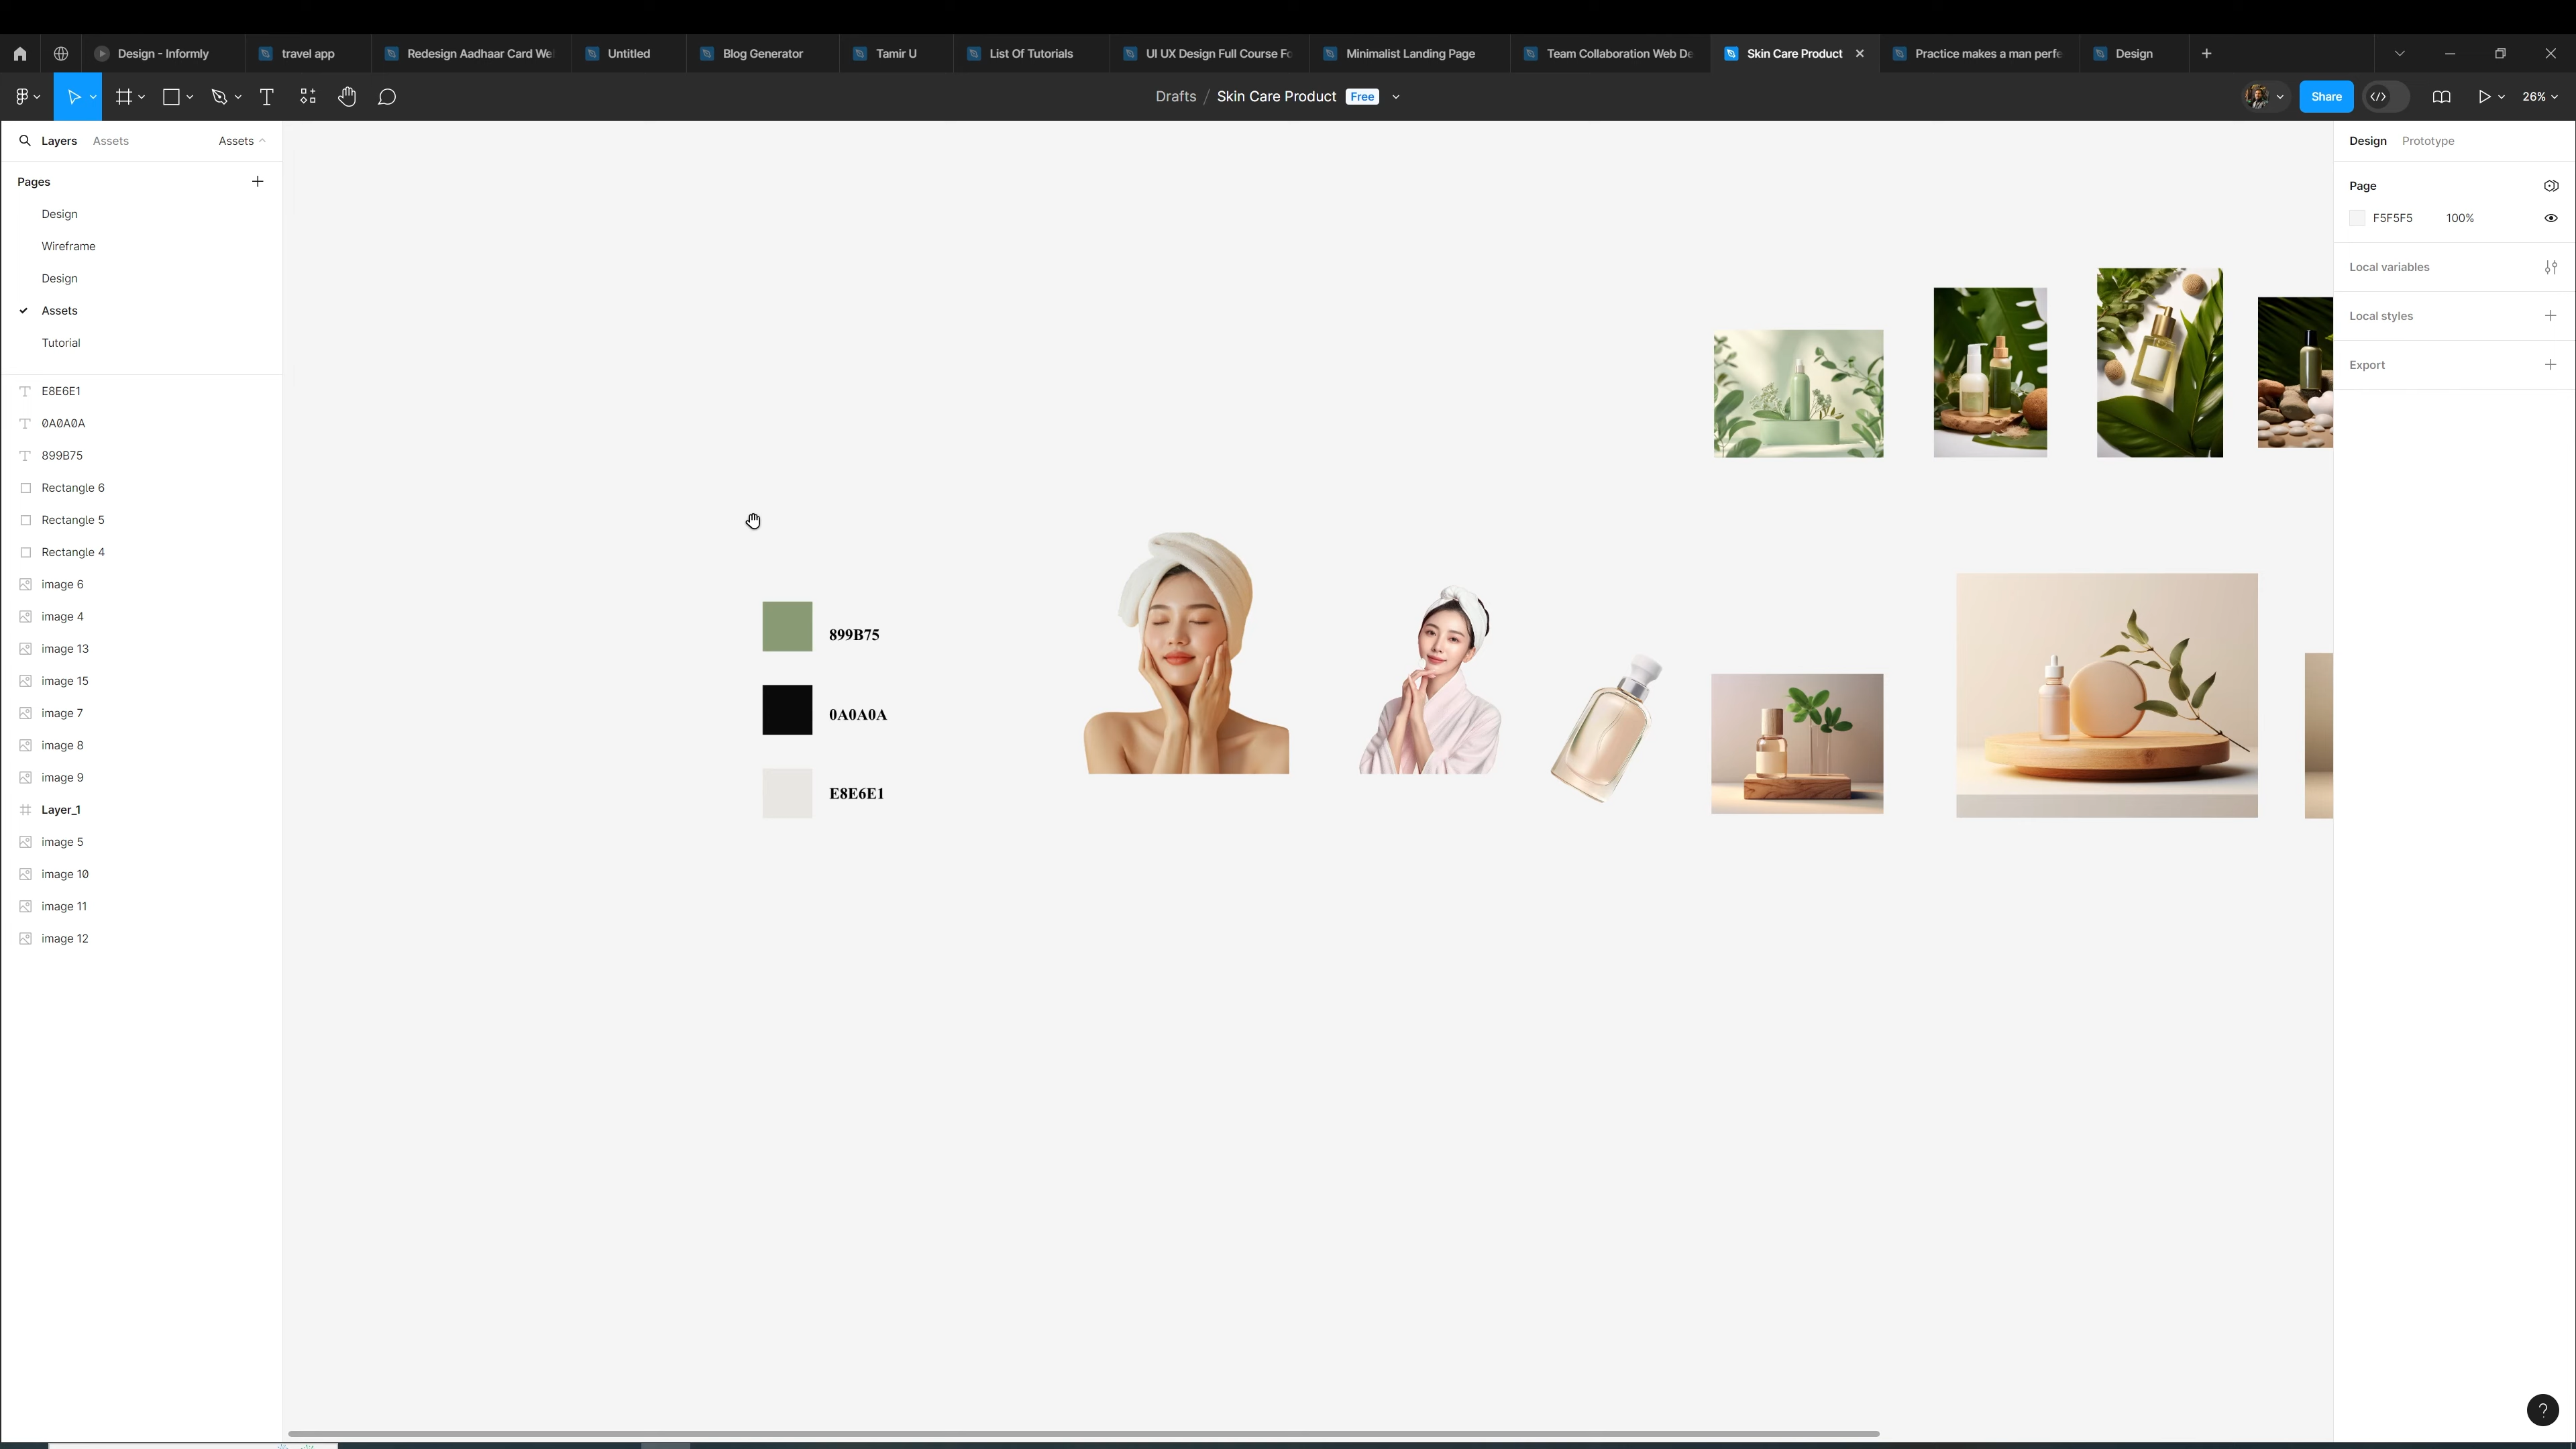 Design - Informly
travel app
Redesign Aadhaar Card We
Untitled
Blog Generator
Tamir U
List Of Tutorials
UI UX Design Full Course Fo
Minimalist Landing Page
Team Collaboration Web De
Skin Care Product
Practice makes a man perfe
Design
Drafts / Skin Care Product Free
Share
26%
Layers Assets Assets
Pages
Design
Wireframe
Design
Assets
Tutorial
E8E6E1
0A0A0A
899B75
Rectangle 6
Rectangle 5
Rectangle 4
image 6
image 4
image 13
image 15
image 7
image 8
image 9
Layer_1
image 5
image 10
image 11
image 12
899B75
0A0A0A
E8E6E1
Design Prototype
Page
F5F5F5 100%
Local variables
Local styles
Export
?